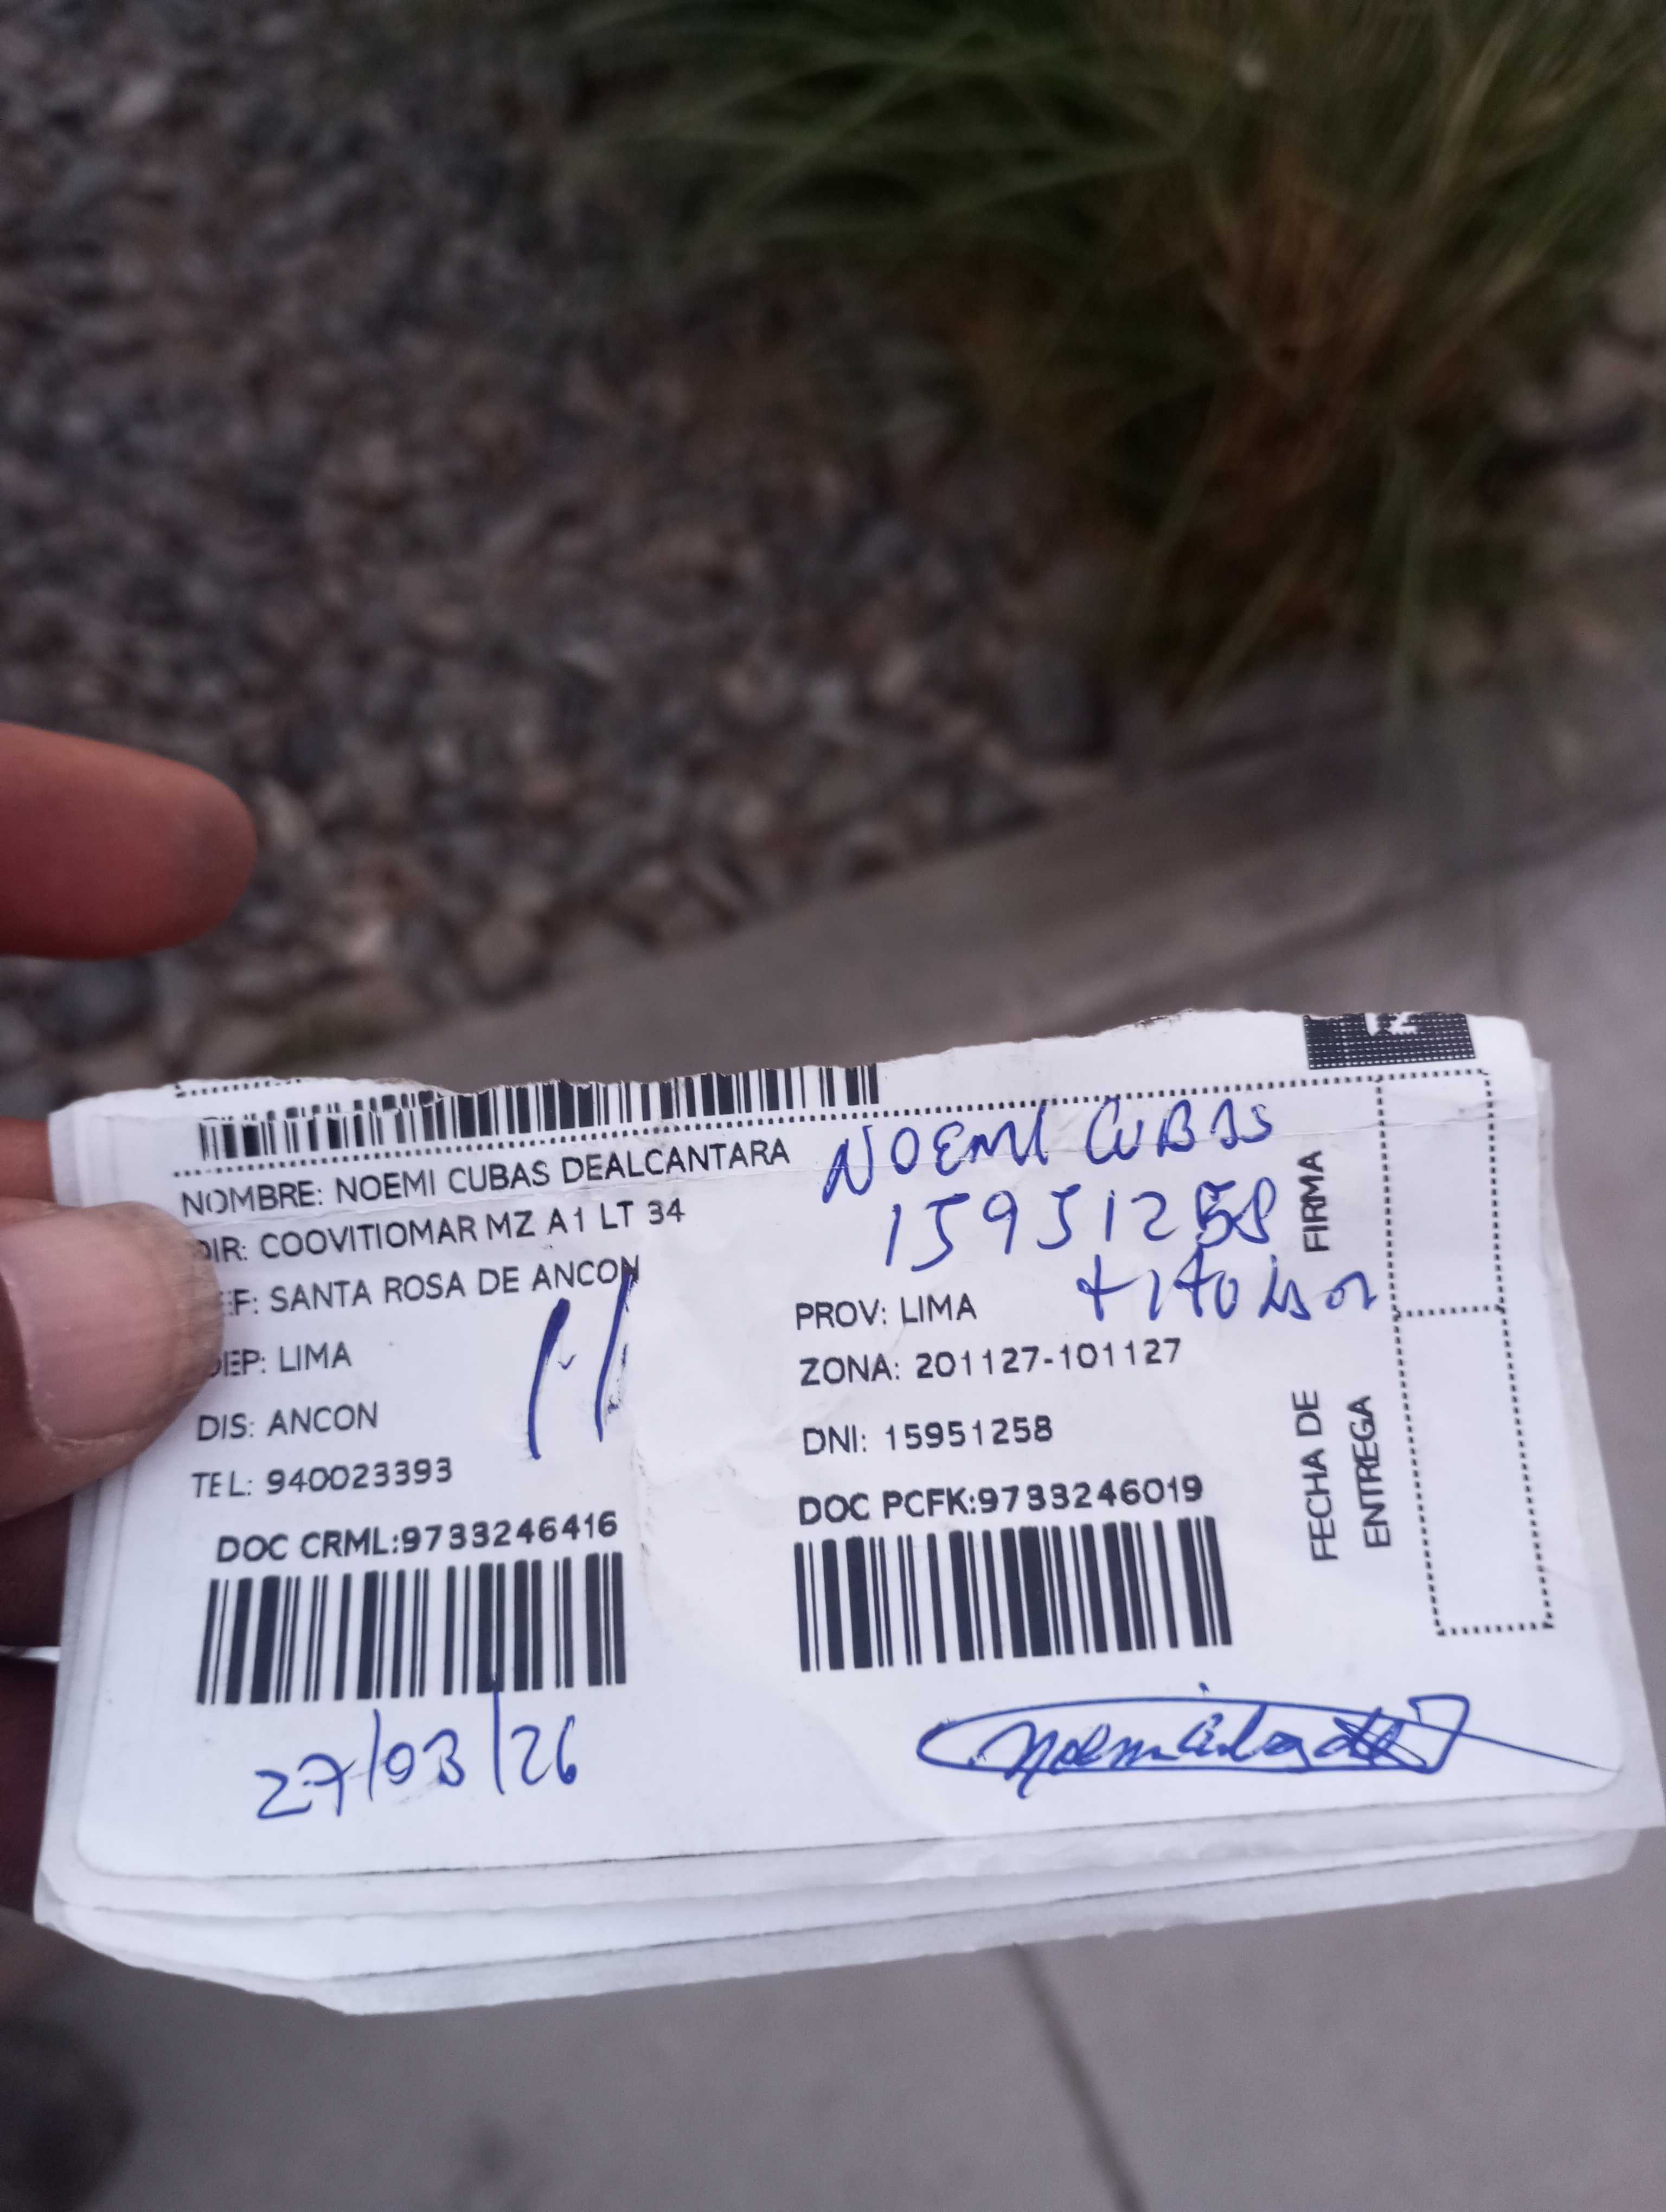 NOMBRE: NOEMI CUBAS DEALCANTARA
DIR: COOVITIOMAR MZ A1 LT 34
EF: SANTA ROSA DE ANCON
DEP: LIMA
DIS: ANCON
TEL: 940023393
DOC CRML:9733246416
27/03/26
NOEMI CUBAS
15951258
+ititular
PROV: LIMA
ZONA: 201127-101127
DNI: 15951258
DOC PCFK:9733246019
FIRMA
FECHA DE
ENTREGA